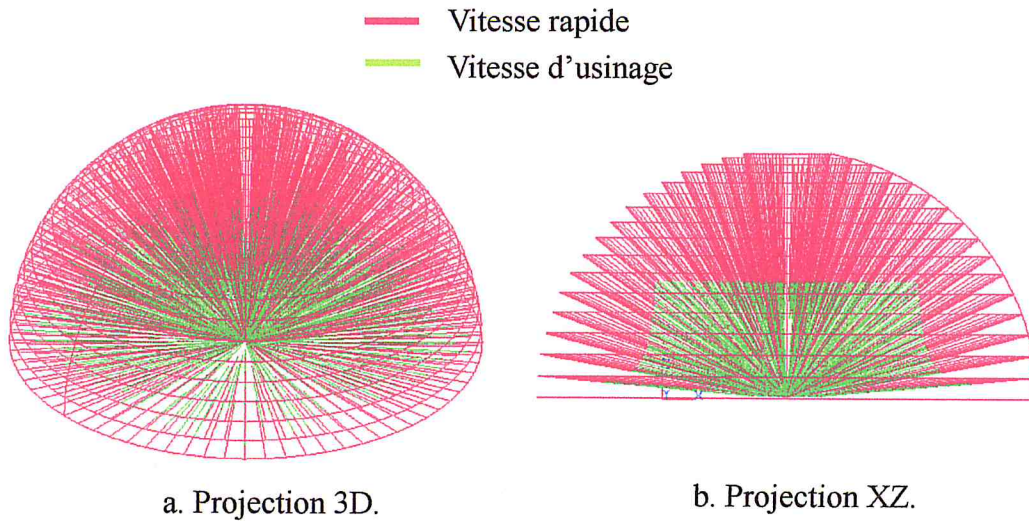 Vitesse rapide
Vitesse d'usinage
a. Projection 3D.
b. Projection XZ.